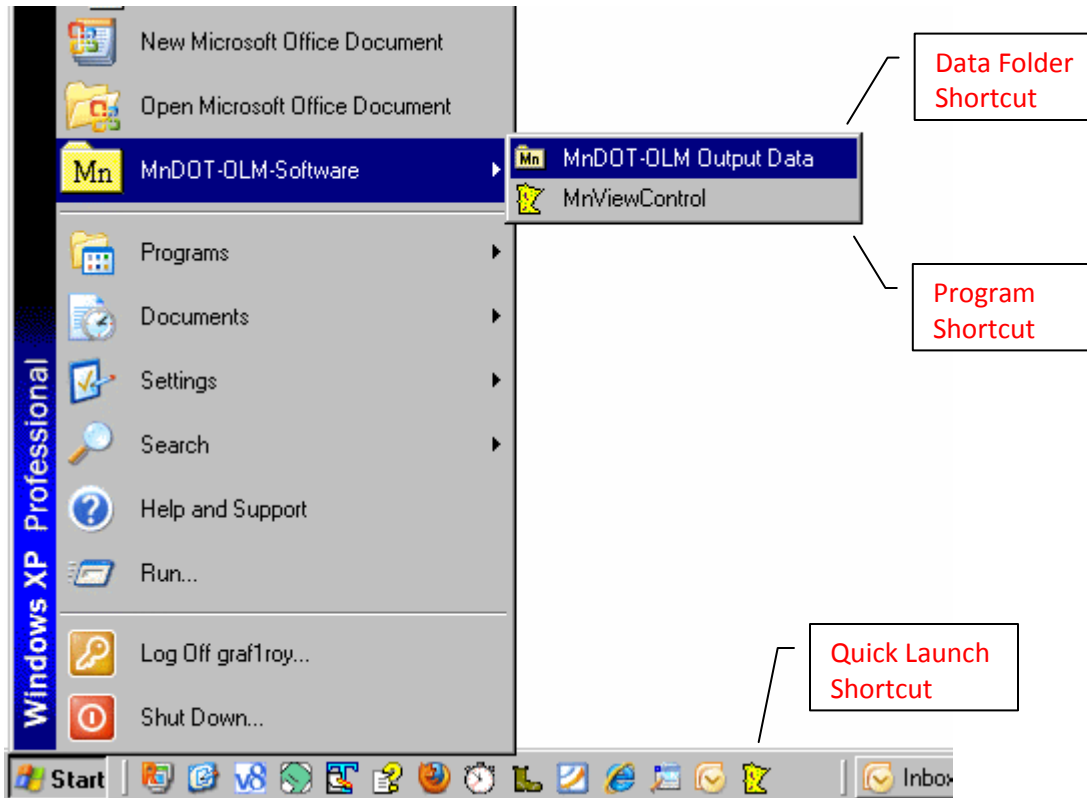 New Microsoft Office Document
Open Microsoft Office Document
Mn MnDOT-OLM-Software
Mn MnDOT-OLM Output Data
MnViewControl
Programs
Documents
Settings
Search
Help and Support
Run...
Log Off graf1roy...
Shut Down...
Windows XP Professional
Start
v8
Inbox
Data Folder
Shortcut
Program
Shortcut
Quick Launch
Shortcut